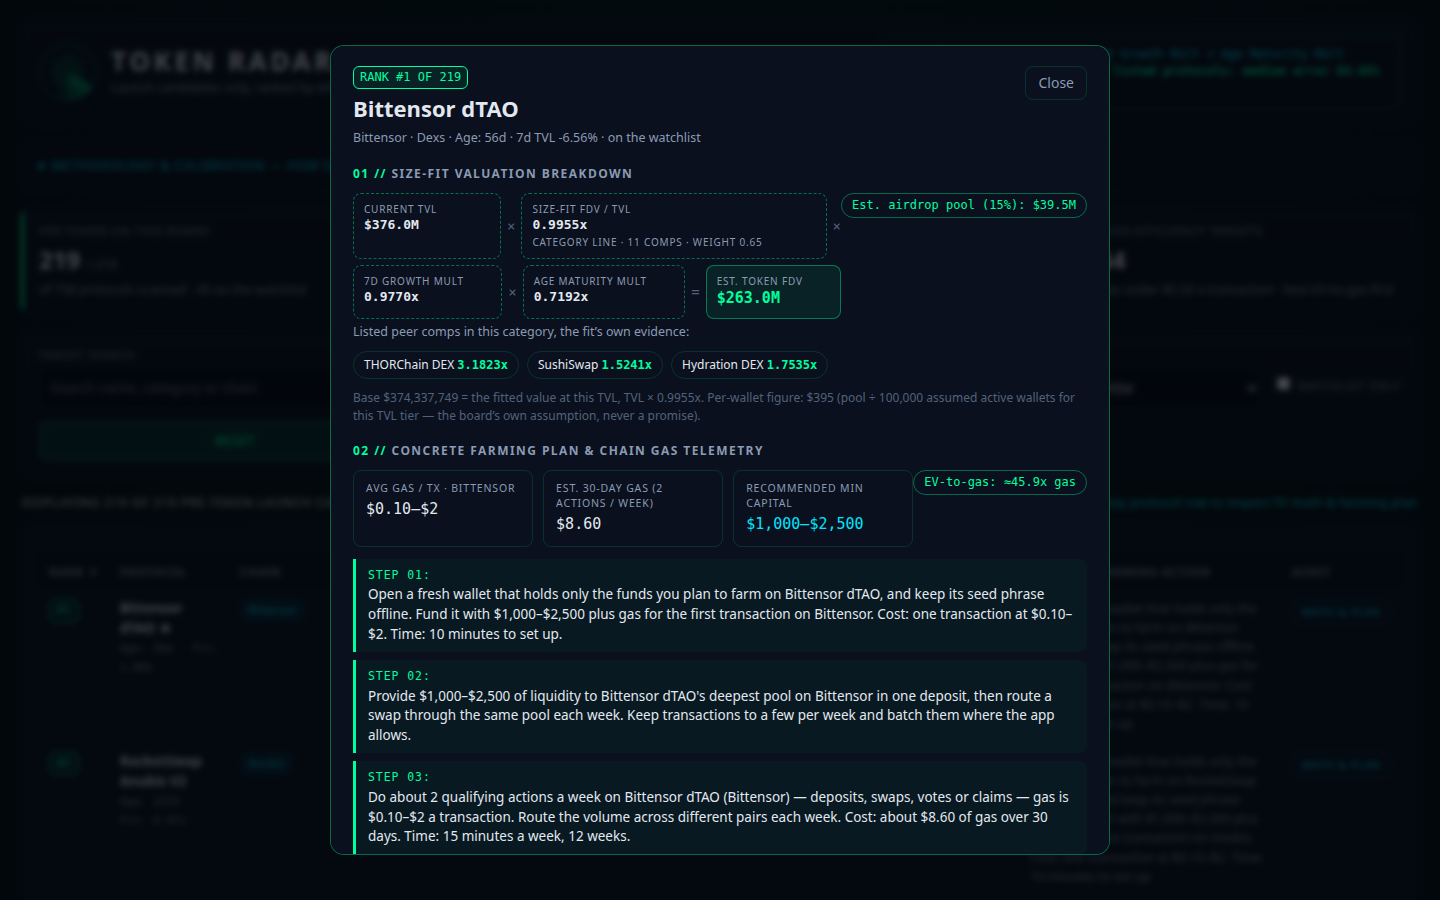 TOKEN RADAR
RANK #1 OF 219
Close
Bittensor dTAO
Bittensor · Dexs · Age: 56d · 7d TVL -6.56% · on the watchlist
01 // SIZE-FIT VALUATION BREAKDOWN
CURRENT TVL
$376.0M
×
SIZE-FIT FDV / TVL
0.9955x
CATEGORY LINE · 11 COMPS · WEIGHT 0.65
×
Est. airdrop pool (15%): $39.5M
7D GROWTH MULT
0.9770x
×
AGE MATURITY MULT
0.7192x
=
EST. TOKEN FDV
$263.0M
Listed peer comps in this category, the fit's own evidence:
THORChain DEX 3.1823x
SushiSwap 1.5241x
Hydration DEX 1.7535x
Base $374,337,749 = the fitted value at this TVL, TVL × 0.9955x. Per-wallet figure: $395 (pool ÷ 100,000 assumed active wallets for
this TVL tier — the board's own assumption, never a promise).
02 // CONCRETE FARMING PLAN & CHAIN GAS TELEMETRY
AVG GAS / TX · BITTENSOR
$0.10–$2
EST. 30-DAY GAS (2
ACTIONS / WEEK)
$8.60
RECOMMENDED MIN
CAPITAL
$1,000–$2,500
EV-to-gas: ≈45.9x gas
STEP 01:
Open a fresh wallet that holds only the funds you plan to farm on Bittensor dTAO, and keep its seed phrase
offline. Fund it with $1,000–$2,500 plus gas for the first transaction on Bittensor. Cost: one transaction at $0.10–
$2. Time: 10 minutes to set up.
STEP 02:
Provide $1,000–$2,500 of liquidity to Bittensor dTAO's deepest pool on Bittensor in one deposit, then route a
swap through the same pool each week. Keep transactions to a few per week and batch them where the app
allows.
STEP 03:
Do about 2 qualifying actions a week on Bittensor dTAO (Bittensor) — deposits, swaps, votes or claims — gas is
$0.10–$2 a transaction. Route the volume across different pairs each week. Cost: about $8.60 of gas over 30
days. Time: 15 minutes a week, 12 weeks.